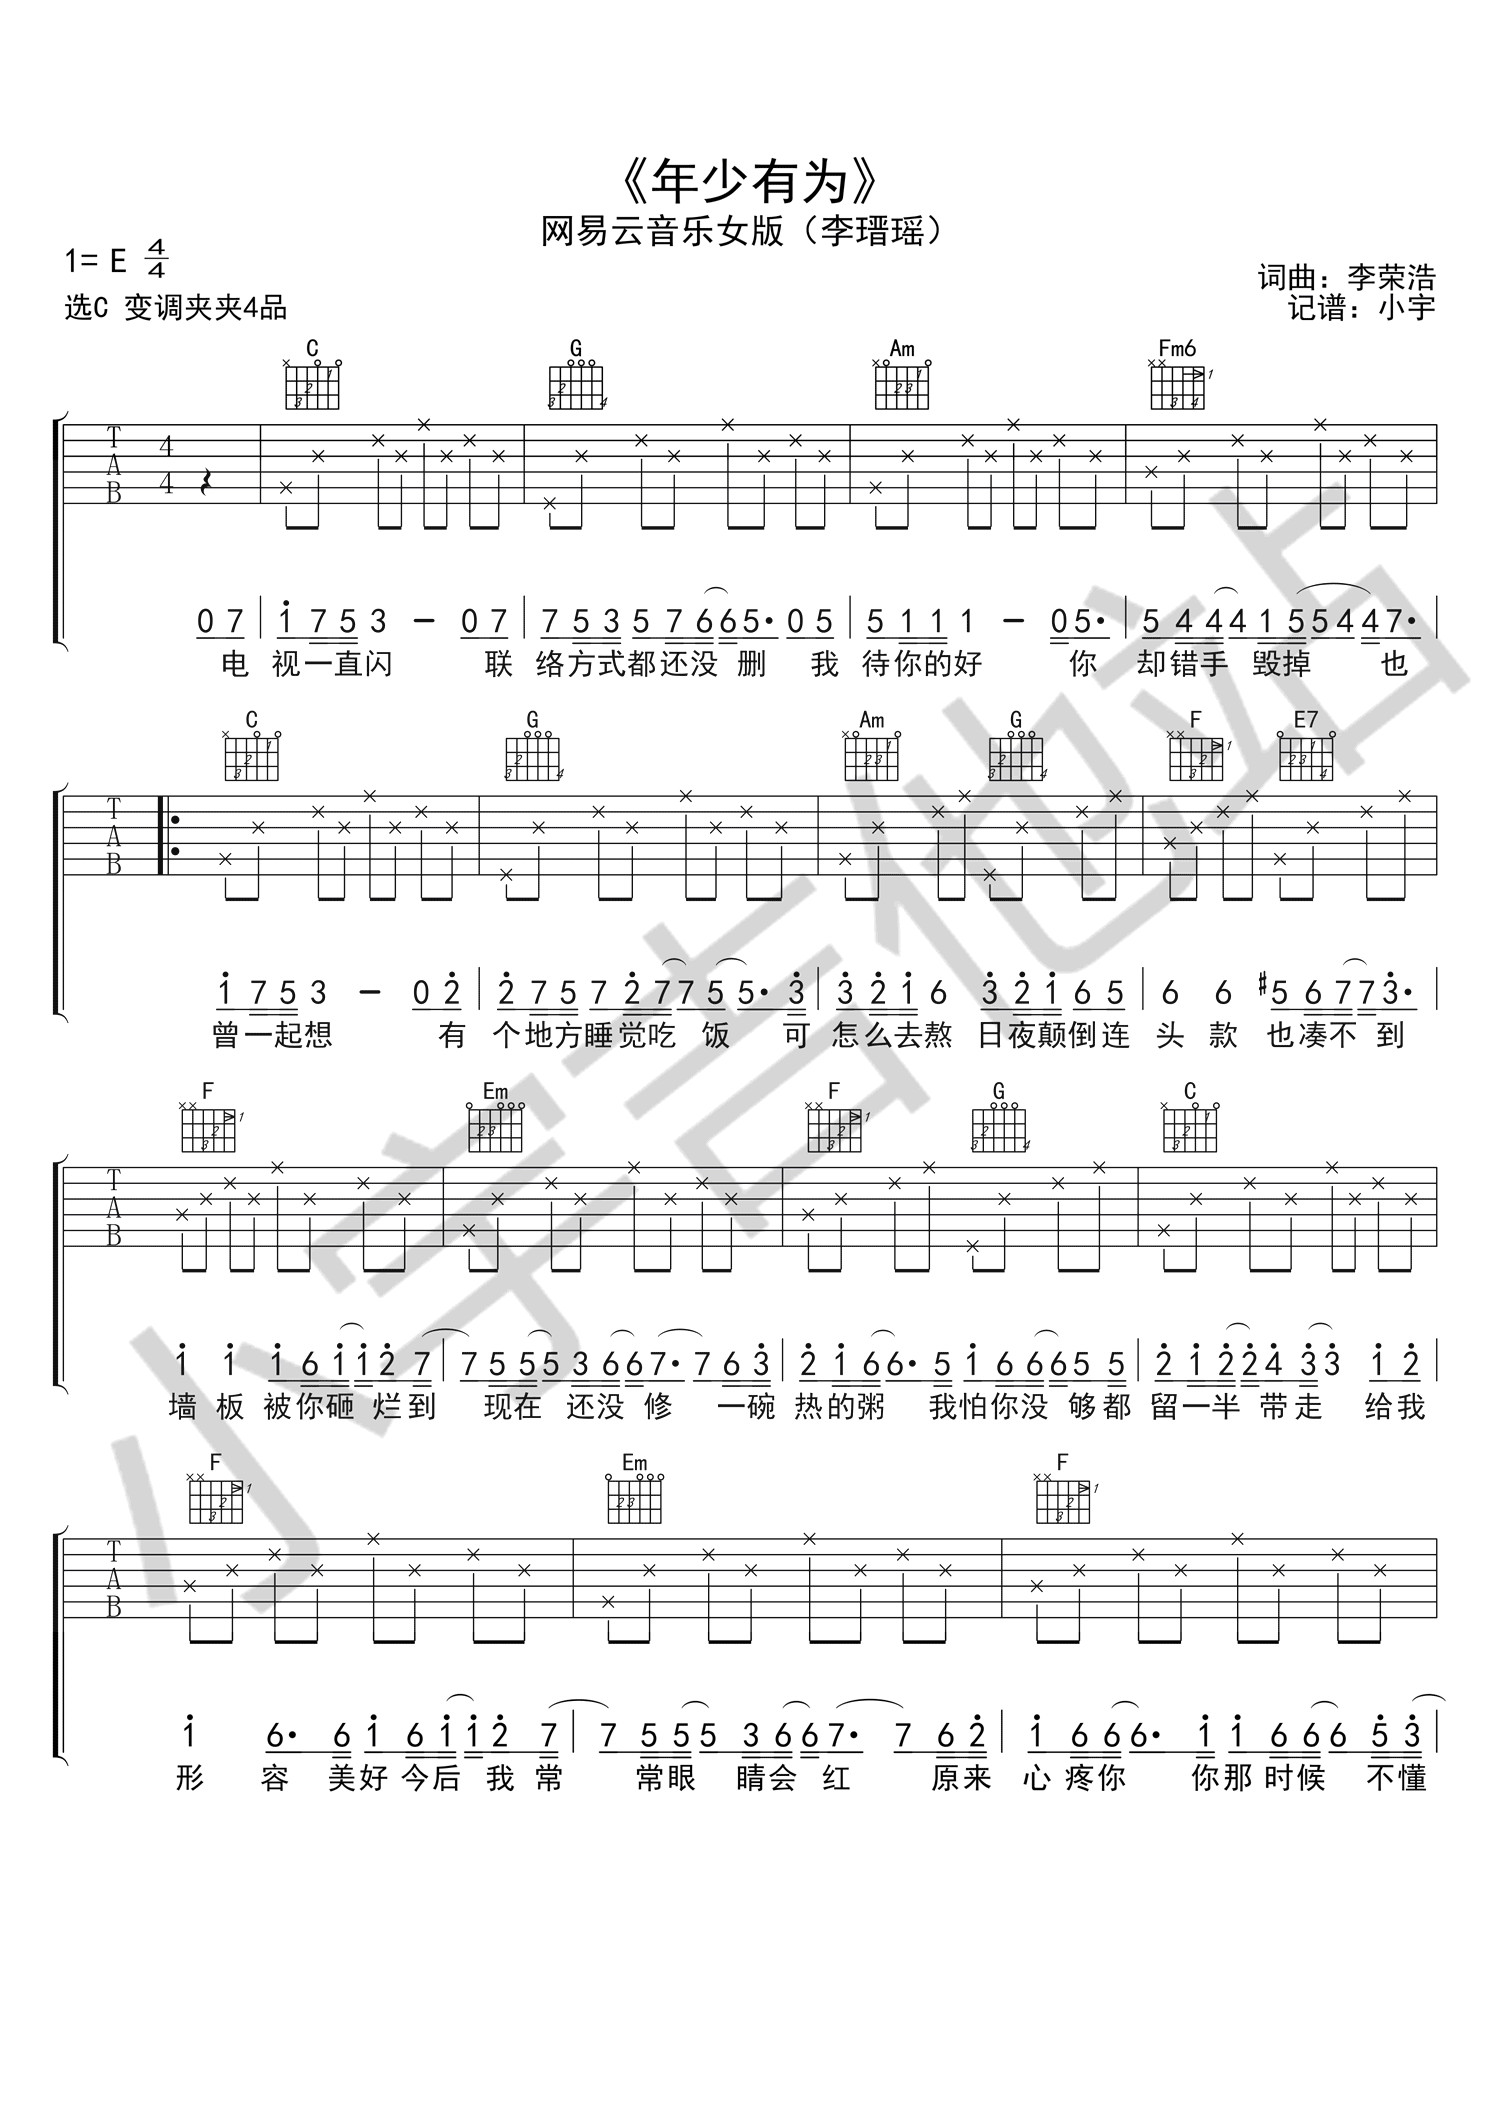 《年少有为》
网易云音乐女版（李瑨瑶）
1= E 4/4
词曲：李荣浩
选C 变调夹夹4品
记谱：小宇
C G Am Fm6
T A B 4 4
0 7 | 1 7 5 3 - 0 7 | 7 5 3 5 7 6 6 5· 0 5 | 5 1 1 1 - 0 5· | 5 4 4 4 1 5 5 4 4 7· |
电 视一直闪 联 络方式都还没 删 我 待你的好 你 却错手 毁掉 也
C G Am G F E7
T A B
1 7 5 3 - 0 2 | 2 7 5 7 2 7 7 5 5· 3 | 3 2 1 6 3 2 1 6 5 | 6 6 #5 6 7 7 3· |
曾一起想 有 个地方睡觉吃 饭 可 怎么去熬 日夜颠倒连 头 款 也凑不 到
F Em F G C
T A B
1 1 1 6 1 1 2 7 | 7 5 5 5 3 6 6 7· 7 6 3 | 2 1 6 6· 5 1 6 6 6 5 5 | 2 1 2 2 4 3 3 1 2 |
墙 板 被你砸 烂到 现在 还没 修 一碗 热的粥 我怕你没 够都 留一半 带走 给我
F Em F
T A B
1 6· 6 1 6 1 1 2 7 | 7 5 5 5 3 6 6 7· 7 6 2 | 1 6 6 6· 1 1 6 6 6 5 3 |
形 容 美好 今后 我 常 常眼 睛会 红 原来 心 疼你 你那 时候 不懂
小宇吉他站